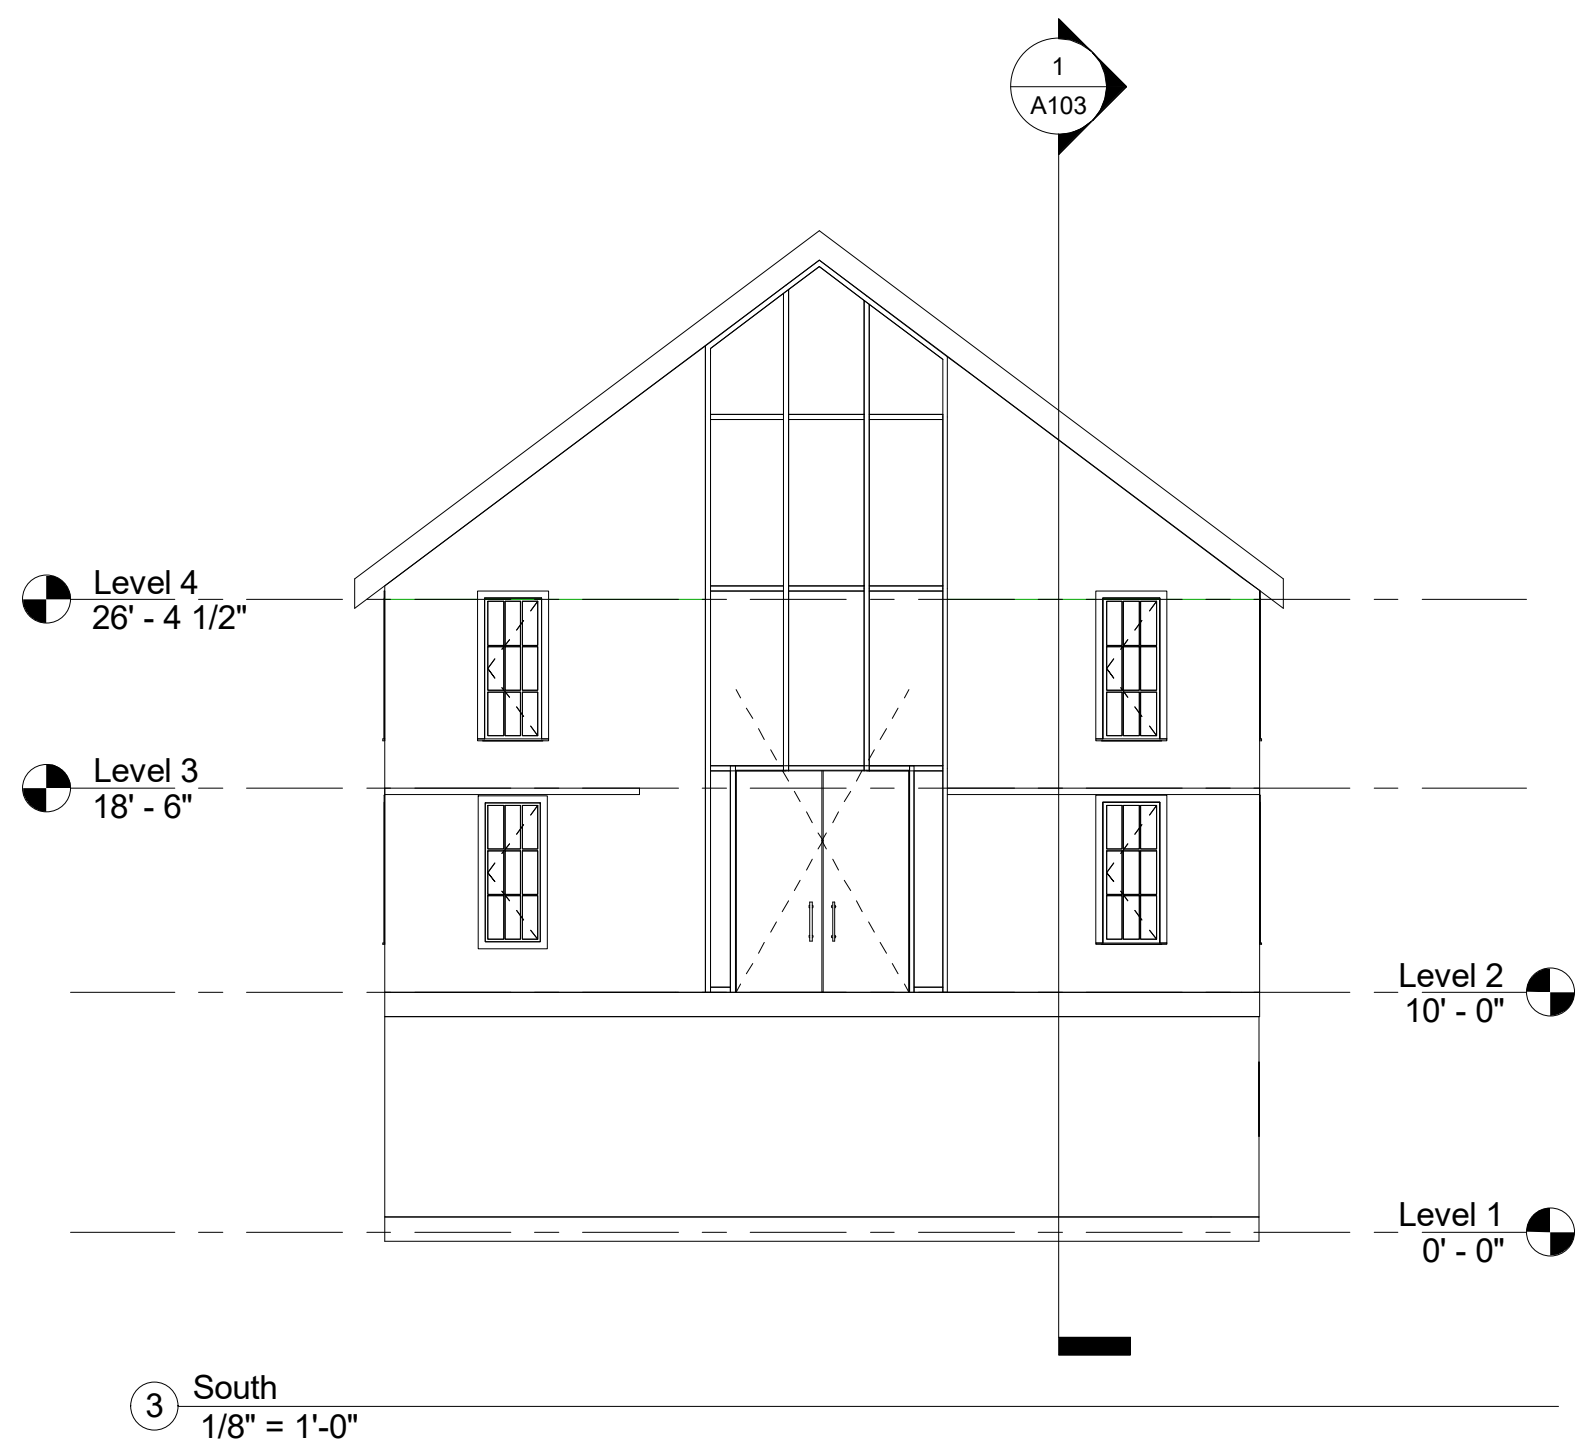 1
A103
Level 4
26' - 4 1/2"
Level 3
18' - 6"
Level 2
10' - 0"
Level 1
0' - 0"
3
South
1/8" = 1'-0"